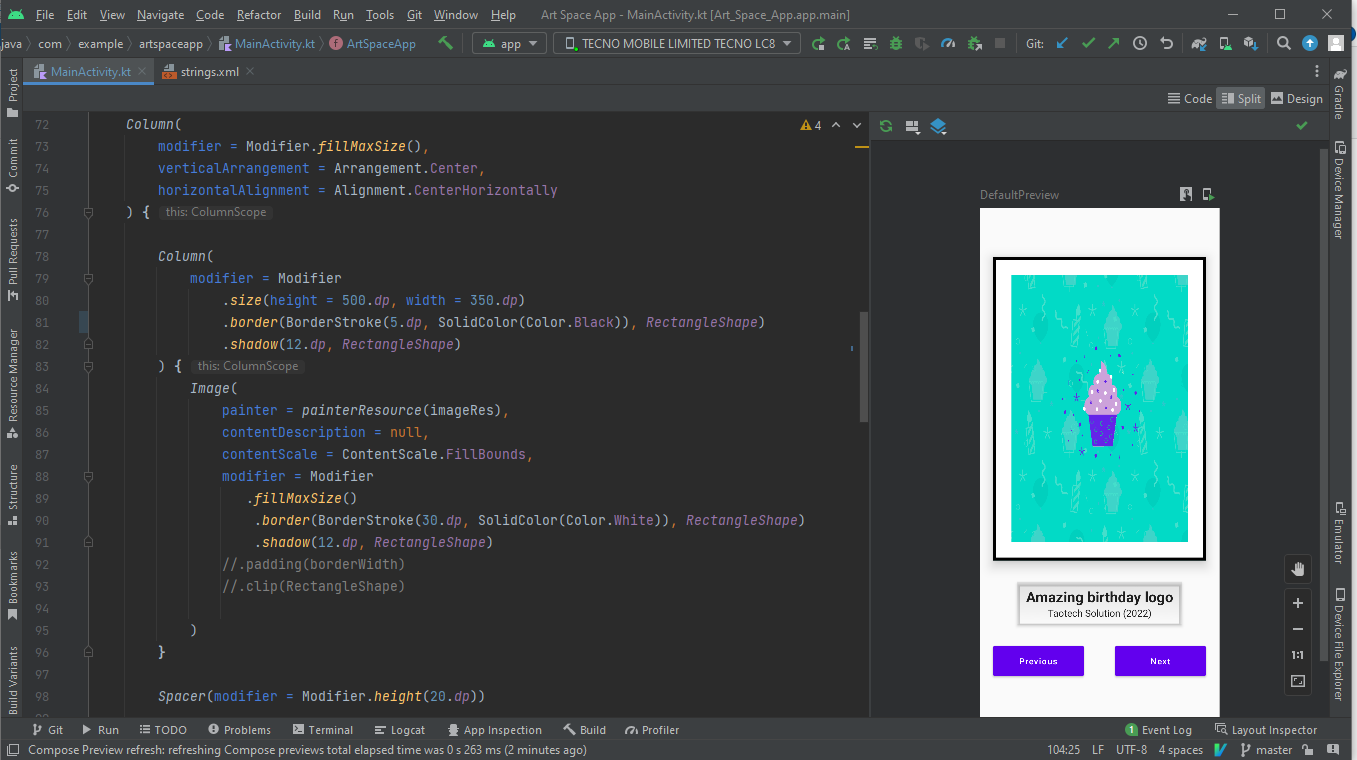 File Edit View Navigate Code Refactor Build Run Tools Git Window Help Art Space App - MainActivity.kt [Art_Space_App.app.main]
java com example artspaceapp MainActivity.kt ArtSpaceApp app TECNO MOBILE LIMITED TECNO LC8 Git:
MainActivity.kt strings.xml
Code Split Design
72 Column(
73 modifier = Modifier.fillMaxSize(),
74 verticalArrangement = Arrangement.Center,
75 horizontalAlignment = Alignment.CenterHorizontally
76 ) { this: ColumnScope
77
78 Column(
79 modifier = Modifier
80 .size(height = 500.dp, width = 350.dp)
81 .border(BorderStroke(5.dp, SolidColor(Color.Black)), RectangleShape)
82 .shadow(12.dp, RectangleShape)
83 ) { this: ColumnScope
84 Image(
85 painter = painterResource(imageRes),
86 contentDescription = null,
87 contentScale = ContentScale.FillBounds,
88 modifier = Modifier
89 .fillMaxSize()
90 .border(BorderStroke(30.dp, SolidColor(Color.White)), RectangleShape)
91 .shadow(12.dp, RectangleShape)
92 //.padding(borderWidth)
93 //.clip(RectangleShape)
94
95 )
96 }
97
98 Spacer(modifier = Modifier.height(20.dp))
4
DefaultPreview
Amazing birthday logo
Tactech Solution (2022)
Previous Next
1:1
Project
Commit
Pull Requests
Resource Manager
Structure
Bookmarks
Build Variants
Gradle
Device Manager
Emulator
Device File Explorer
Git Run TODO Problems Terminal Logcat App Inspection Build Profiler 1 Event Log Layout Inspector
Compose Preview refresh: refreshing Compose previews total elapsed time was 0 s 263 ms (2 minutes ago) 104:25 LF UTF-8 4 spaces master